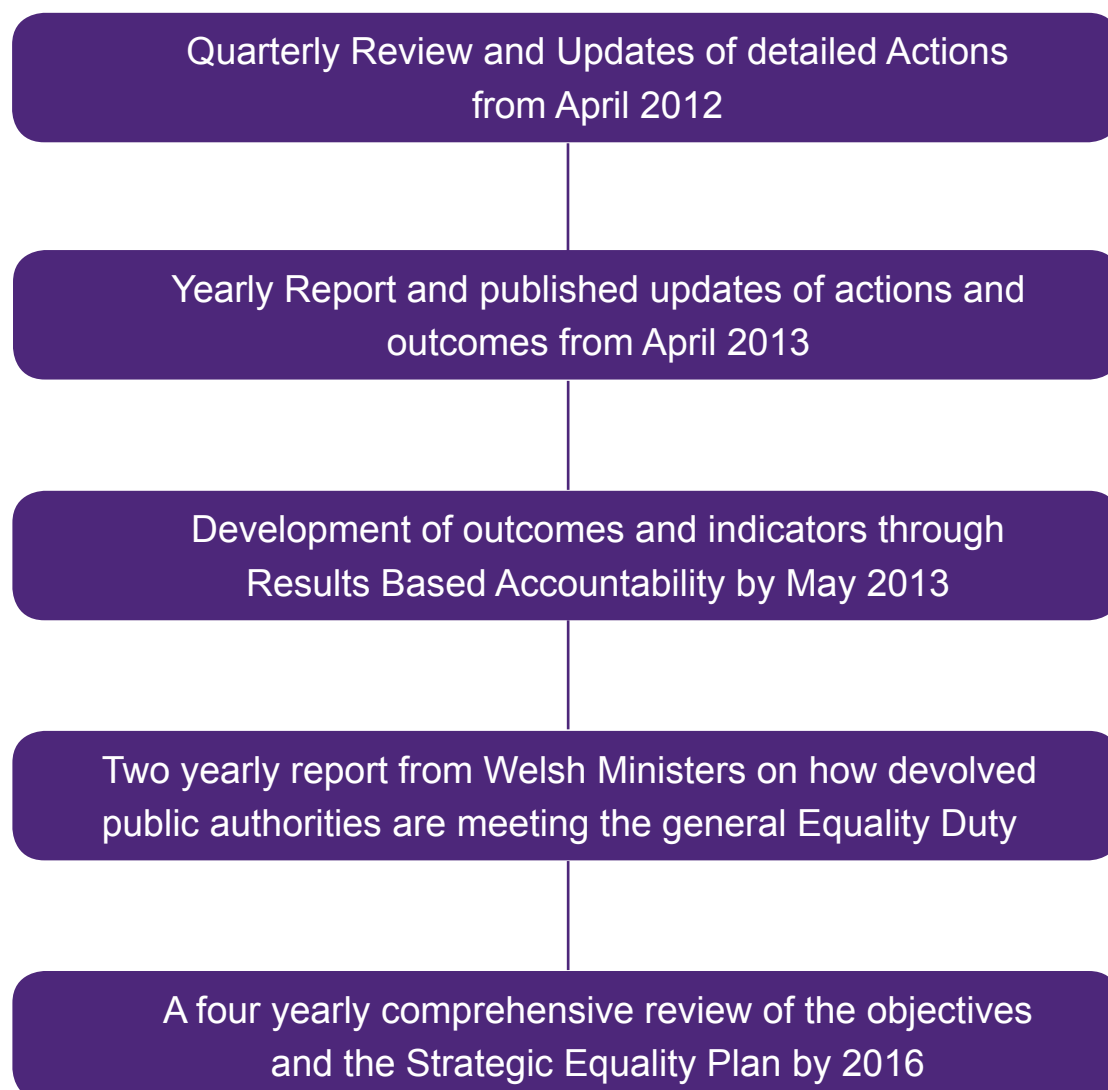 Quarterly Review and Updates of detailed Actions
from April 2012
Yearly Report and published updates of actions and
outcomes from April 2013
Development of outcomes and indicators through
Results Based Accountability by May 2013
Two yearly report from Welsh Ministers on how devolved
public authorities are meeting the general Equality Duty
A four yearly comprehensive review of the objectives
and the Strategic Equality Plan by 2016